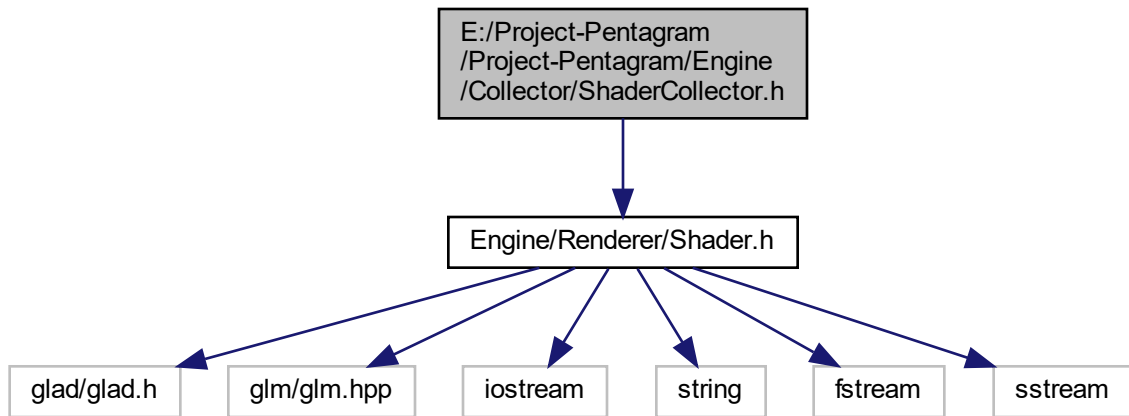 E:/Project-Pentagram
/Project-Pentagram/Engine
/Collector/ShaderCollector.h
Engine/Renderer/Shader.h
glad/glad.h
glm/glm.hpp
iostream
string
fstream
sstream